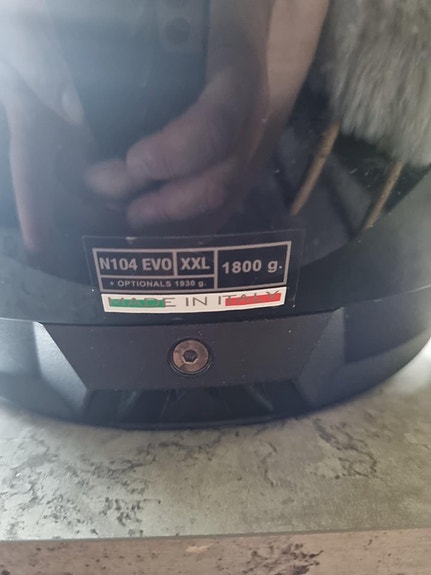 N104 EVO XXL 1800 g.
+ OPTIONALS 1930 g.
MADE IN ITALY